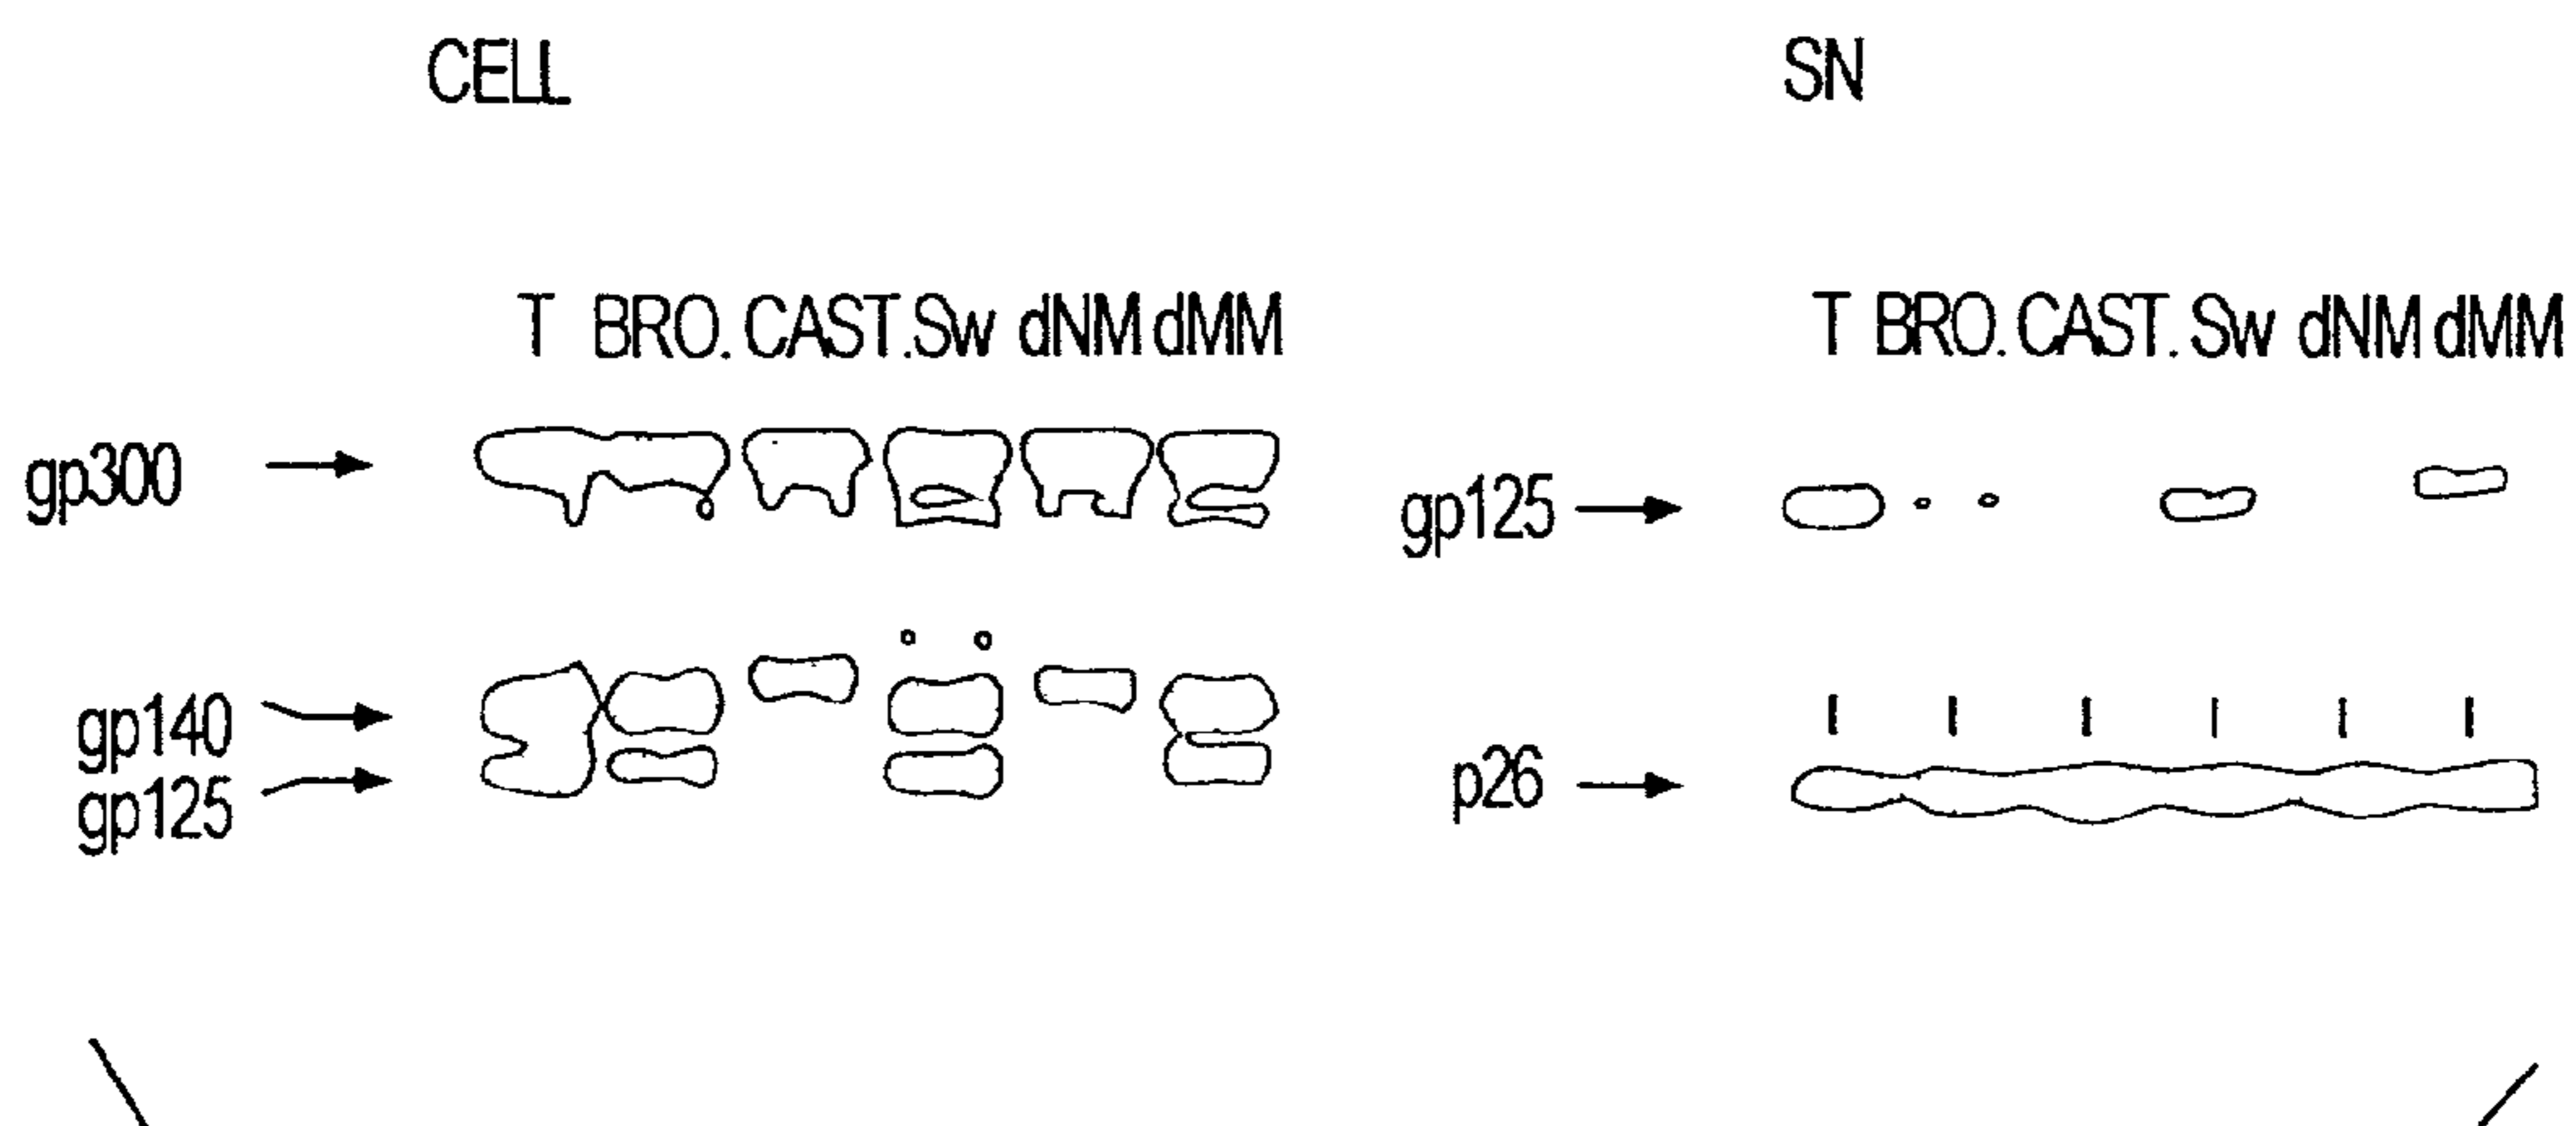 CELL SN
T BRO. CAST. Sw dNM dMM T BRO. CAST. Sw dNM dMM
gp300
gp125
gp140
p26
gp125